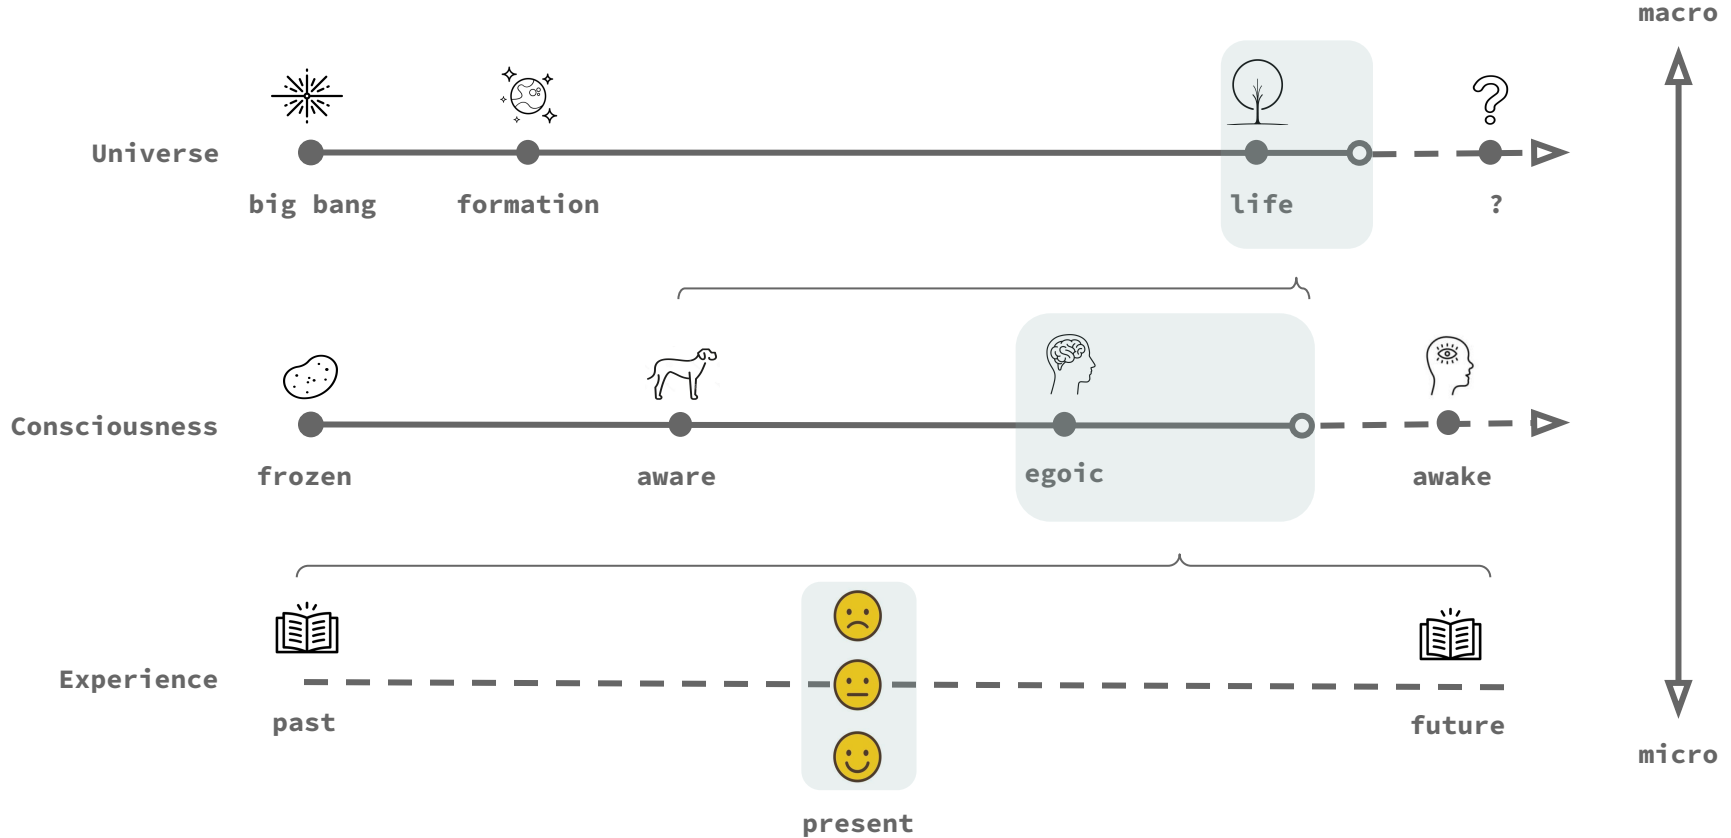 macro
Universe
big bang
formation
life
?
Consciousness
frozen
aware
egoic
awake
Experience
past
future
present
micro